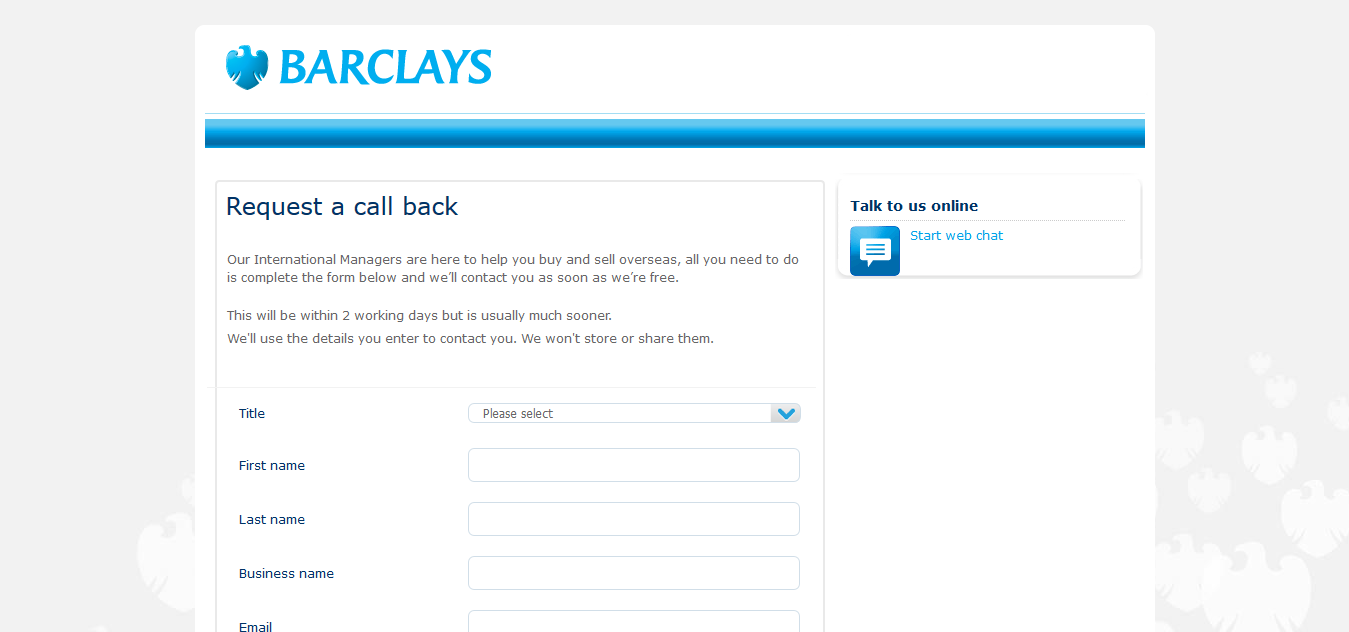 BARCLAYS
Request a call back
Our International Managers are here to help you buy and sell overseas, all you need to do
is complete the form below and we’ll contact you as soon as we’re free.
This will be within 2 working days but is usually much sooner.
We'll use the details you enter to contact you. We won't store or share them.
Title
Please select
First name
Last name
Business name
Email
Talk to us online
Start web chat